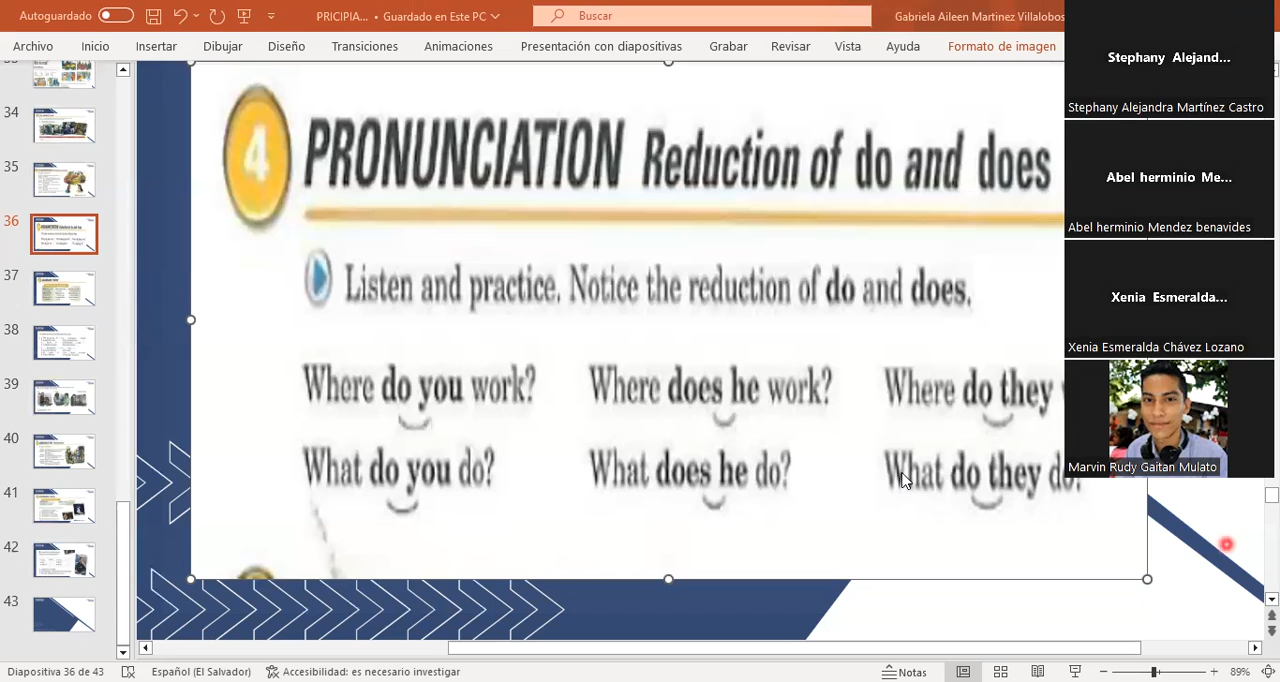 Autoguardado
PRICIPIA... • Guardado en Este PC
Buscar
Gabriela Aileen Martinez Villalobos
Archivo Inicio Insertar Dibujar Diseño Transiciones Animaciones Presentación con diapositivas Grabar Revisar Vista Ayuda Formato de imagen
34
35
36
37
38
39
40
41
42
43
4 PRONUNCIATION Reduction of do and does
Listen and practice. Notice the reduction of do and does.
Where do you work? Where does he work? Where do they
What do you do? What does he do? What do they do?
Stephany Alejand...
Stephany Alejandra Martínez Castro
Abel herminio Me...
Abel herminio Mendez benavides
Xenia Esmeralda...
Xenia Esmeralda Chávez Lozano
Marvin Rudy Gaitan Mulato
Diapositiva 36 de 43 Español (El Salvador) Accesibilidad: es necesario investigar Notas 89%